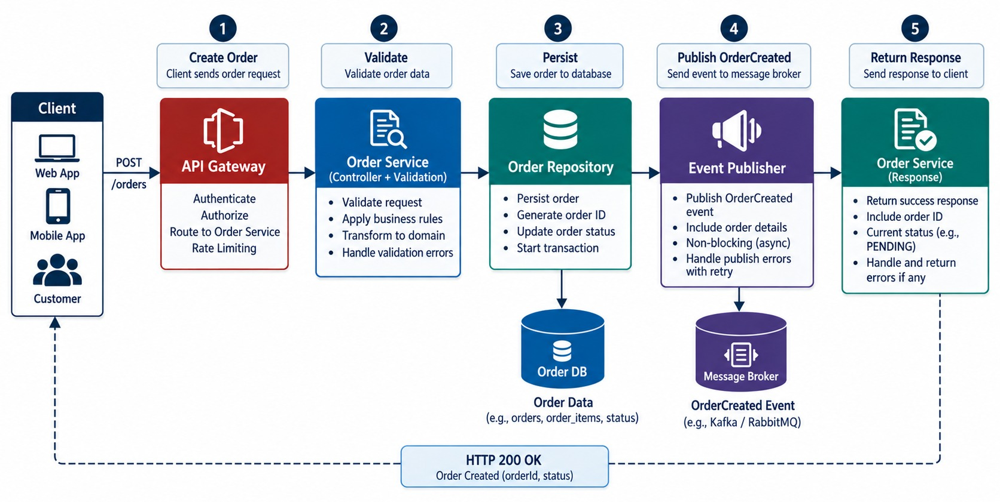 1
Create Order
Client sends order request
2
Validate
Validate order data
3
Persist
Save order to database
4
Publish OrderCreated
Send event to message broker
5
Return Response
Send response to client
Client
Web App
Mobile App
Customer
POST
/orders
API Gateway
Authenticate
Authorize
Route to Order Service
Rate Limiting
Order Service
(Controller + Validation)
• Validate request
• Apply business rules
• Transform to domain
• Handle validation errors
Order Repository
• Persist order
• Generate order ID
• Update order status
• Start transaction
Event Publisher
• Publish OrderCreated
event
• Include order details
• Non-blocking (async)
• Handle publish errors
with retry
Order Service
(Response)
• Return success response
• Include order ID
• Current status (e.g.,
PENDING)
• Handle and return
errors if any
Order DB
Order Data
(e.g., orders, order_items, status)
Message Broker
OrderCreated Event
(e.g., Kafka / RabbitMQ)
HTTP 200 OK
Order Created (orderId, status)